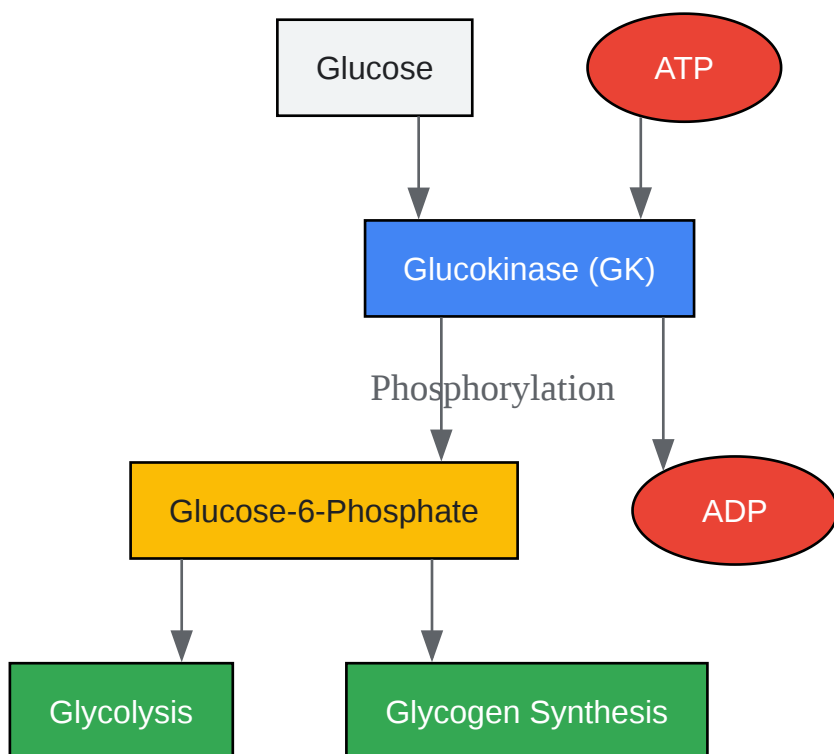 Glucose
ATP
Glucokinase (GK)
Phosphorylation
Glucose-6-Phosphate
ADP
Glycolysis
Glycogen Synthesis